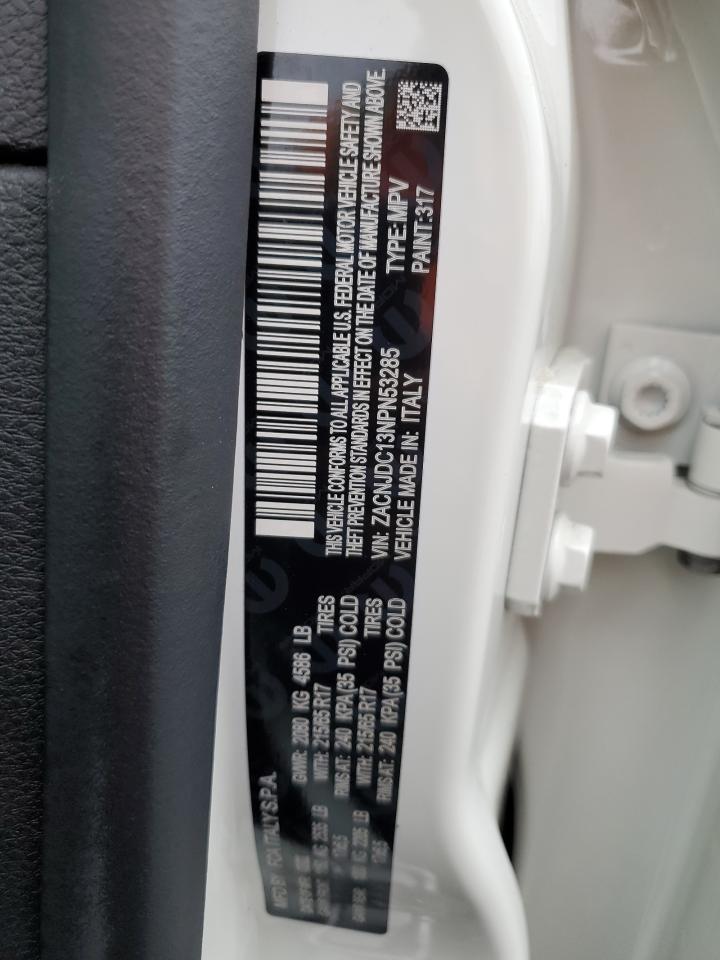 MFD BY FCA ITALY S.P.A.
GVWR: 2080 KG 4586 LB
LB WITH: 215/65 R17 TIRES
RIMS AT: 240 KPA (35 PSI) COLD
LB WITH: 215/65 R17 TIRES
RIMS AT: 240 KPA (35 PSI) COLD
THIS VEHICLE CONFORMS TO ALL APPLICABLE U.S. FEDERAL MOTOR VEHICLE SAFETY AND
THEFT PREVENTION STANDARDS IN EFFECT ON THE DATE OF MANUFACTURE SHOWN ABOVE.
VIN: ZACNJDC13NPN53285 TYPE: MPV
VEHICLE MADE IN: ITALY PAINT: 317